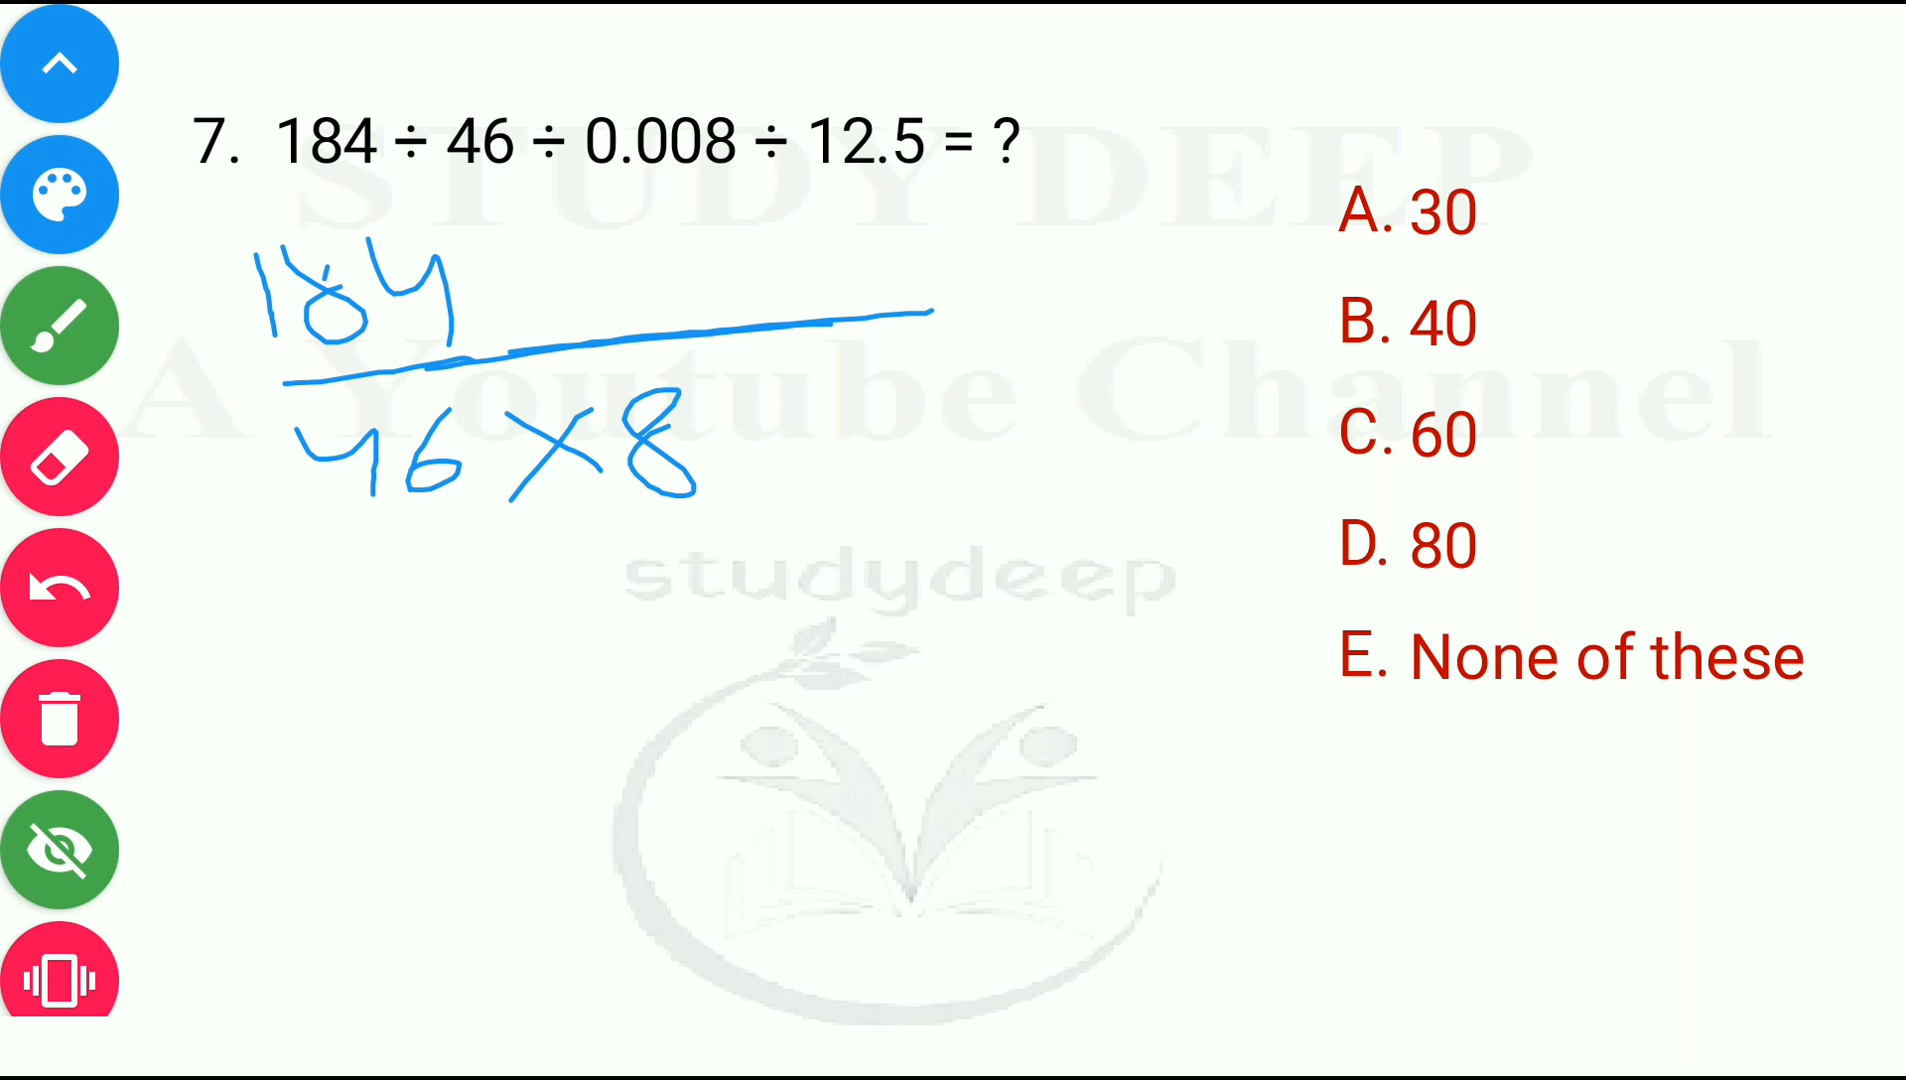 7. 184 ÷ 46 ÷ 0.008 ÷ 12.5 = ?
STUDY DEEP
A. 30
184
B. 40
A Youtube Channel
46 × 8
C. 60
D. 80
studydeep
E. None of these